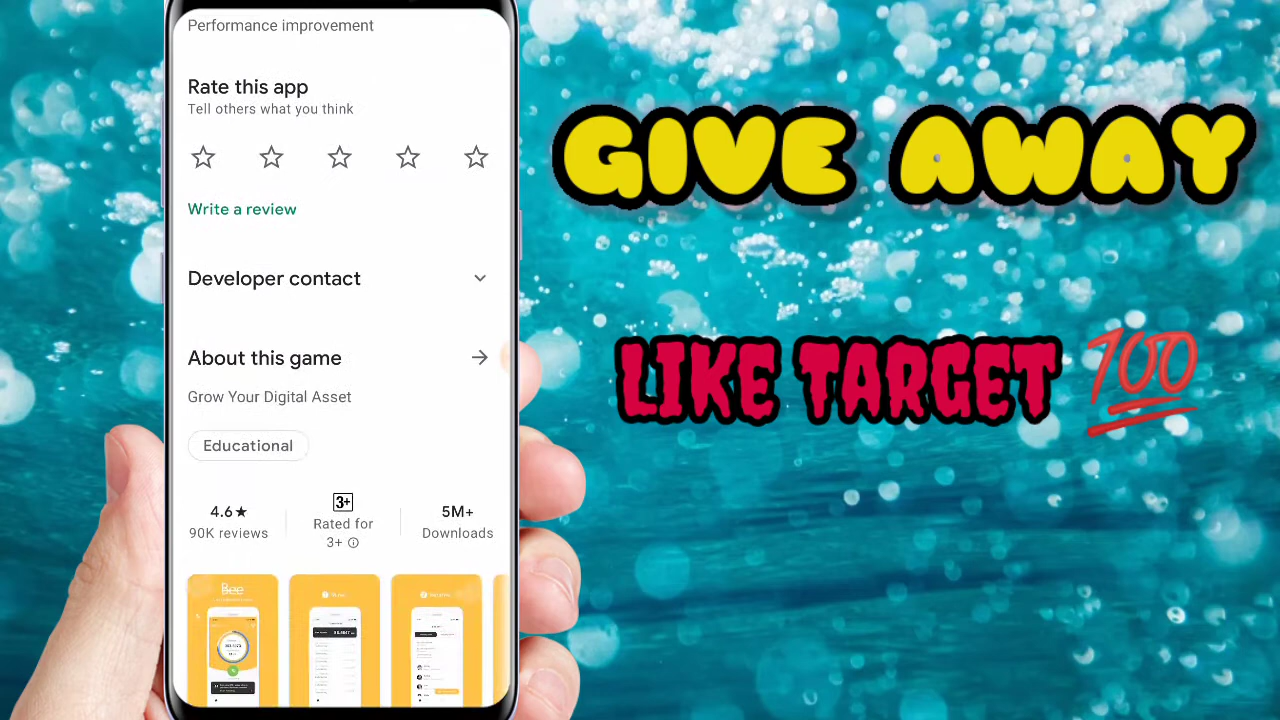 Performance improvement
Rate this app
Tell others what you think
Write a review
Developer contact
About this game
Grow Your Digital Asset
Educational
4.6★
90K reviews
3+
Rated for
3+
5M+
Downloads
Bee
GIVE AWAY
LIKE TARGET 💯